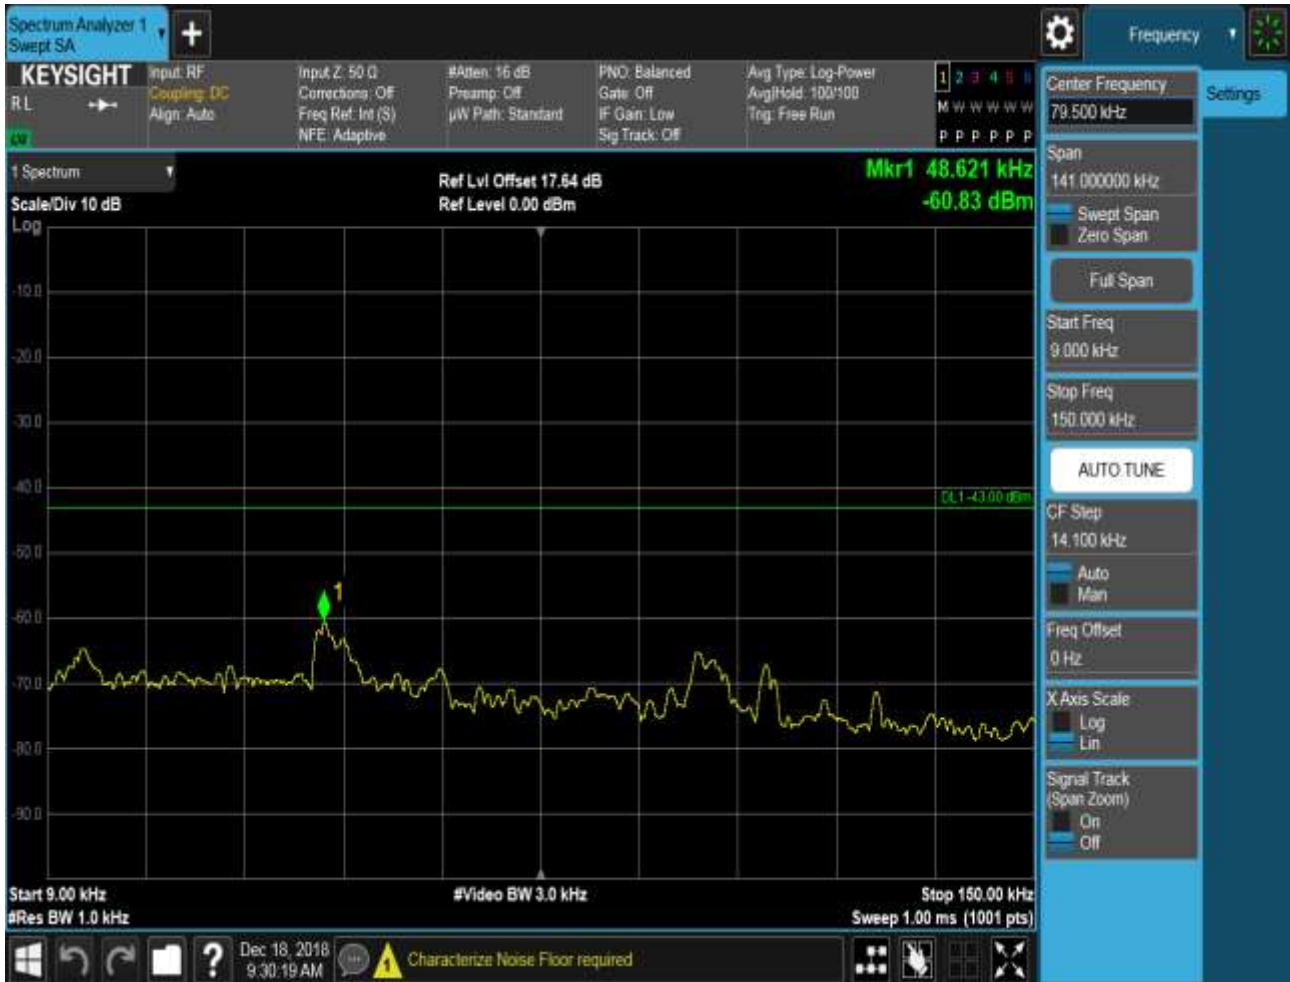 Spectrum Analyzer 1
Swept SA
Frequency
KEYSIGHT
RL
Input: RF
Coupling: DC
Align: Auto
Input Z: 50 Ω
Corrections: Off
Freq Ref: Int (S)
NFE: Adaptive
#Atten: 16 dB
Preamp: Off
µW Path: Standard
PNO: Balanced
Gate: Off
IF Gain: Low
Sig Track: Off
Avg Type: Log-Power
Avg|Hold: 100/100
Trig: Free Run
1 2 3 4 5 6
M W W W W W
P P P P P P
1 Spectrum
Scale/Div 10 dB
Log
Ref Lvl Offset 17.64 dB
Ref Level 0.00 dBm
Mkr1 48.621 kHz
-60.83 dBm
-10.0
-20.0
-30.0
-40.0
DL1 -43.00 dBm
-50.0
1
-60.0
-70.0
-80.0
-90.0
Start 9.00 kHz
#Res BW 1.0 kHz
#Video BW 3.0 kHz
Stop 150.00 kHz
Sweep 1.00 ms (1001 pts)
Dec 18, 2018
9:30:19 AM
Characterize Noise Floor required
Center Frequency
79.500 kHz
Settings
Span
141.000000 kHz
Swept Span
Zero Span
Full Span
Start Freq
9.000 kHz
Stop Freq
150.000 kHz
AUTO TUNE
CF Step
14.100 kHz
Auto
Man
Freq Offset
0 Hz
X Axis Scale
Log
Lin
Signal Track
(Span Zoom)
On
Off